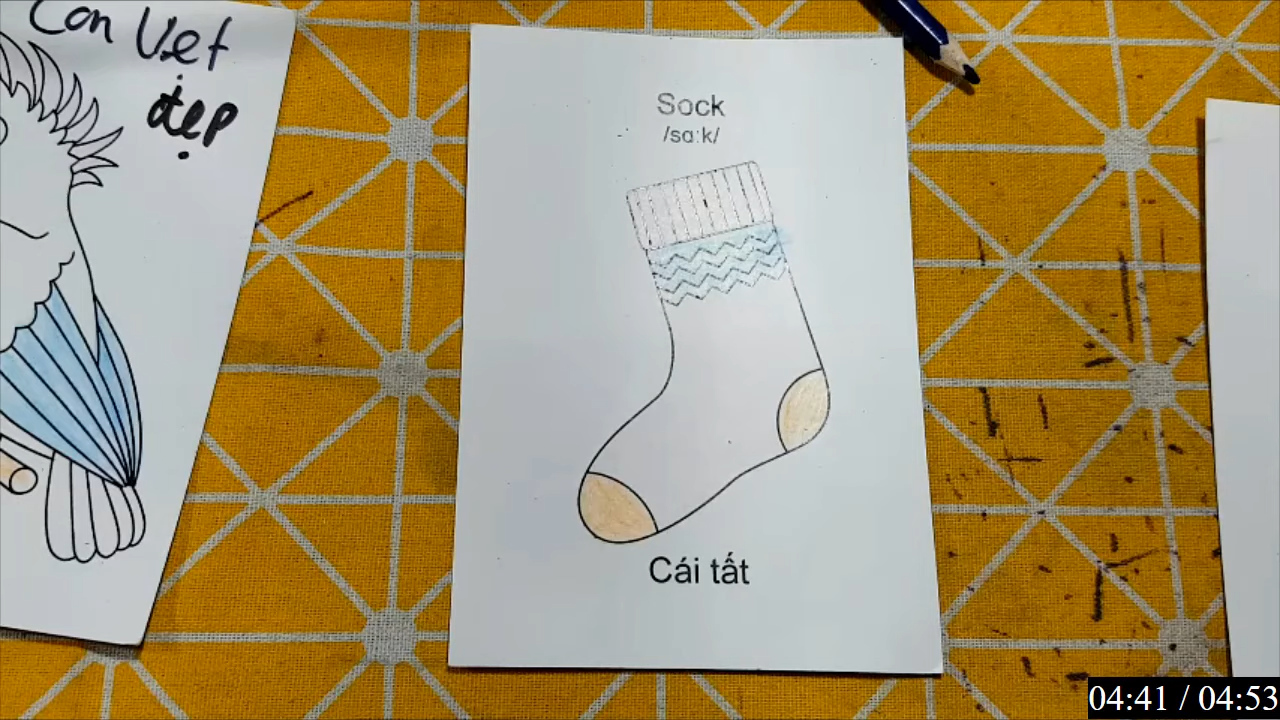 Con Vẹt
đẹp
Sock
/sɑːk/
Cái tất
04:41 / 04:53